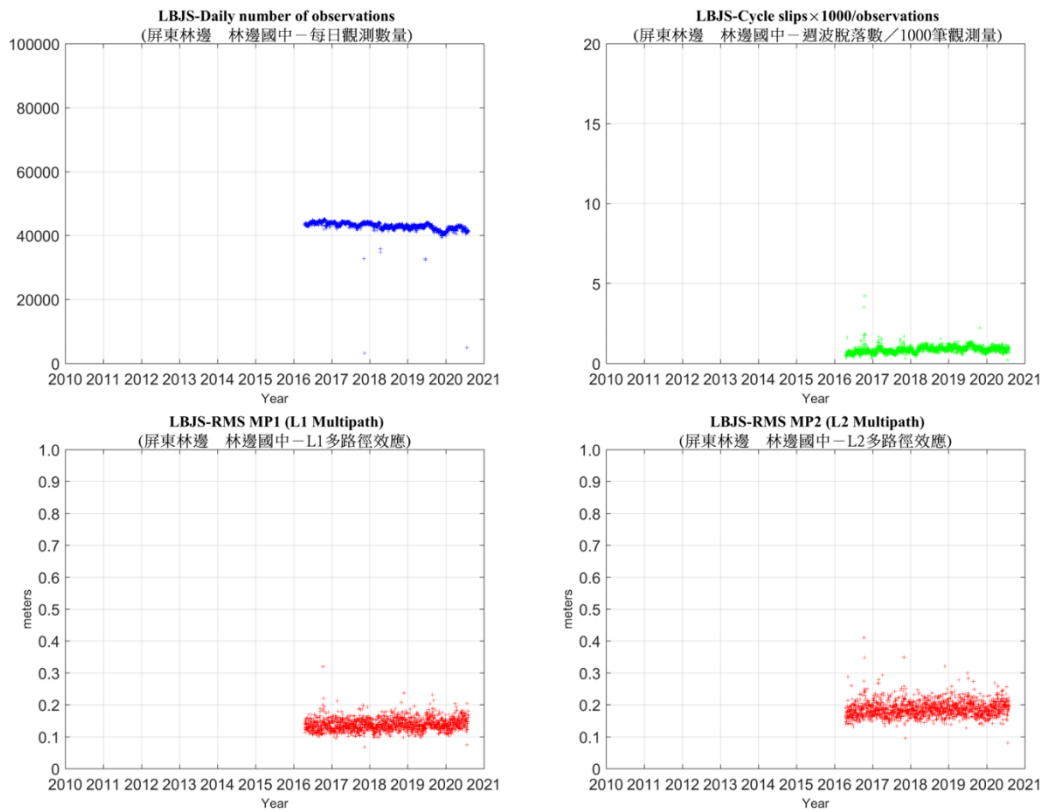 LBJS-Daily number of observations
(屏東林邊　林邊國中－每日觀測數量)
100000
80000
60000
40000
20000
0
2010 2011 2012 2013 2014 2015 2016 2017 2018 2019 2020 2021
Year
LBJS-Cycle slips×1000/observations
(屏東林邊　林邊國中－週波脫落數／1000筆觀測量)
20
15
10
5
0
2010 2011 2012 2013 2014 2015 2016 2017 2018 2019 2020 2021
Year
LBJS-RMS MP1 (L1 Multipath)
(屏東林邊　林邊國中－L1多路徑效應)
1.0
0.9
0.8
0.7
0.6
0.5
0.4
0.3
0.2
0.1
0
meters
2010 2011 2012 2013 2014 2015 2016 2017 2018 2019 2020 2021
Year
LBJS-RMS MP2 (L2 Multipath)
(屏東林邊　林邊國中－L2多路徑效應)
1.0
0.9
0.8
0.7
0.6
0.5
0.4
0.3
0.2
0.1
0
meters
2010 2011 2012 2013 2014 2015 2016 2017 2018 2019 2020 2021
Year